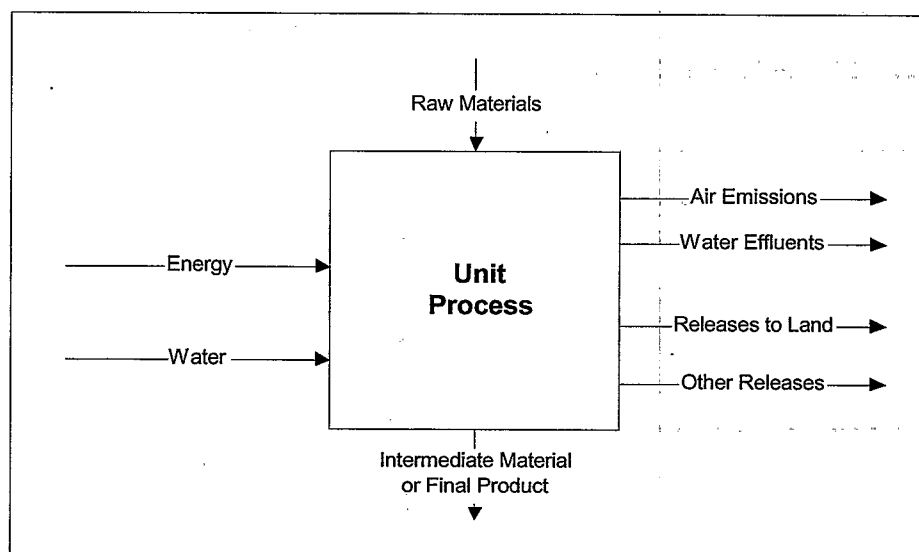 Raw Materials
Air Emissions
Water Effluents
Energy
Unit
Process
Releases to Land
Water
Other Releases
Intermediate Material
or Final Product